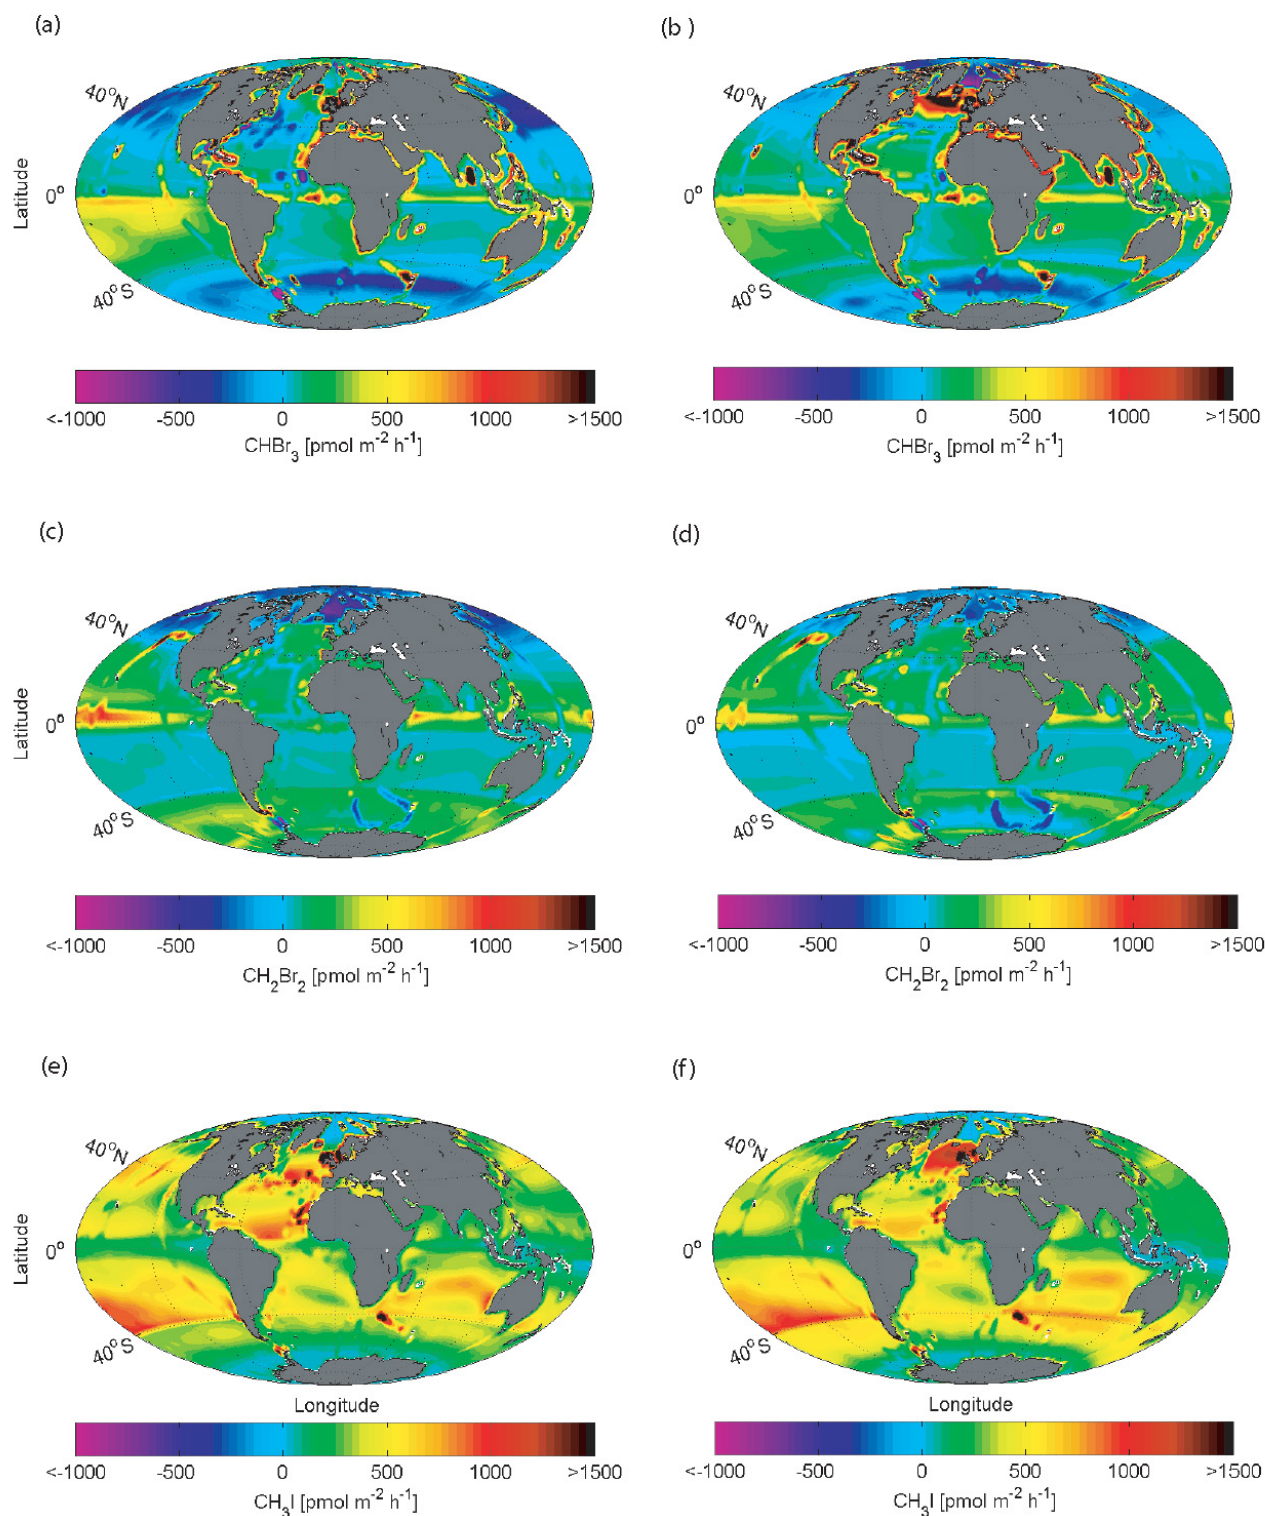 (a)
(b)
40°N
40°N
Latitude
0°
0°
40°S
40°S
<-1000 -500 0 500 1000 >1500
<-1000 -500 0 500 1000 >1500
CHBr₃ [pmol m⁻² h⁻¹]
CHBr₃ [pmol m⁻² h⁻¹]
(c)
(d)
40°N
40°N
Latitude
0°
0°
40°S
40°S
<-1000 -500 0 500 1000 >1500
<-1000 -500 0 500 1000 >1500
CH₂Br₂ [pmol m⁻² h⁻¹]
CH₂Br₂ [pmol m⁻² h⁻¹]
(e)
(f)
40°N
40°N
Latitude
0°
0°
40°S
40°S
Longitude
Longitude
<-1000 -500 0 500 1000 >1500
<-1000 -500 0 500 1000 >1500
CH₃I [pmol m⁻² h⁻¹]
CH₃I [pmol m⁻² h⁻¹]